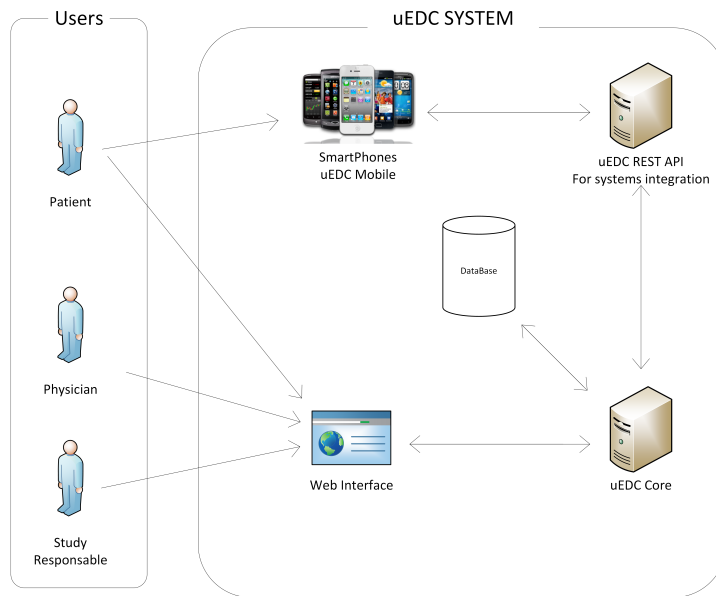 Users
uEDC SYSTEM
SmartPhones
uEDC Mobile
uEDC REST API
For systems integration
Patient
DataBase
Physician
Web Interface
uEDC Core
Study
Responsable